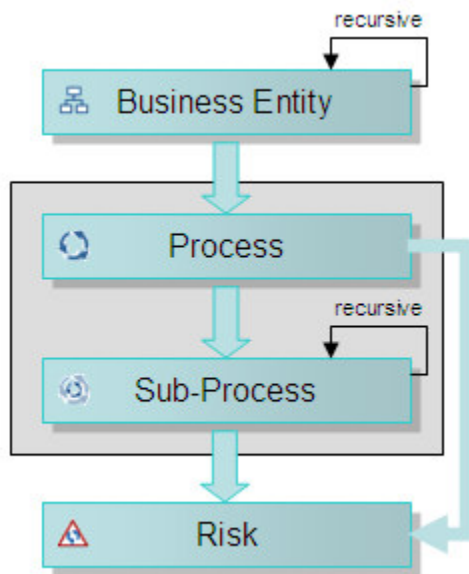 recursive
Business Entity
Process
recursive
Sub-Process
Risk